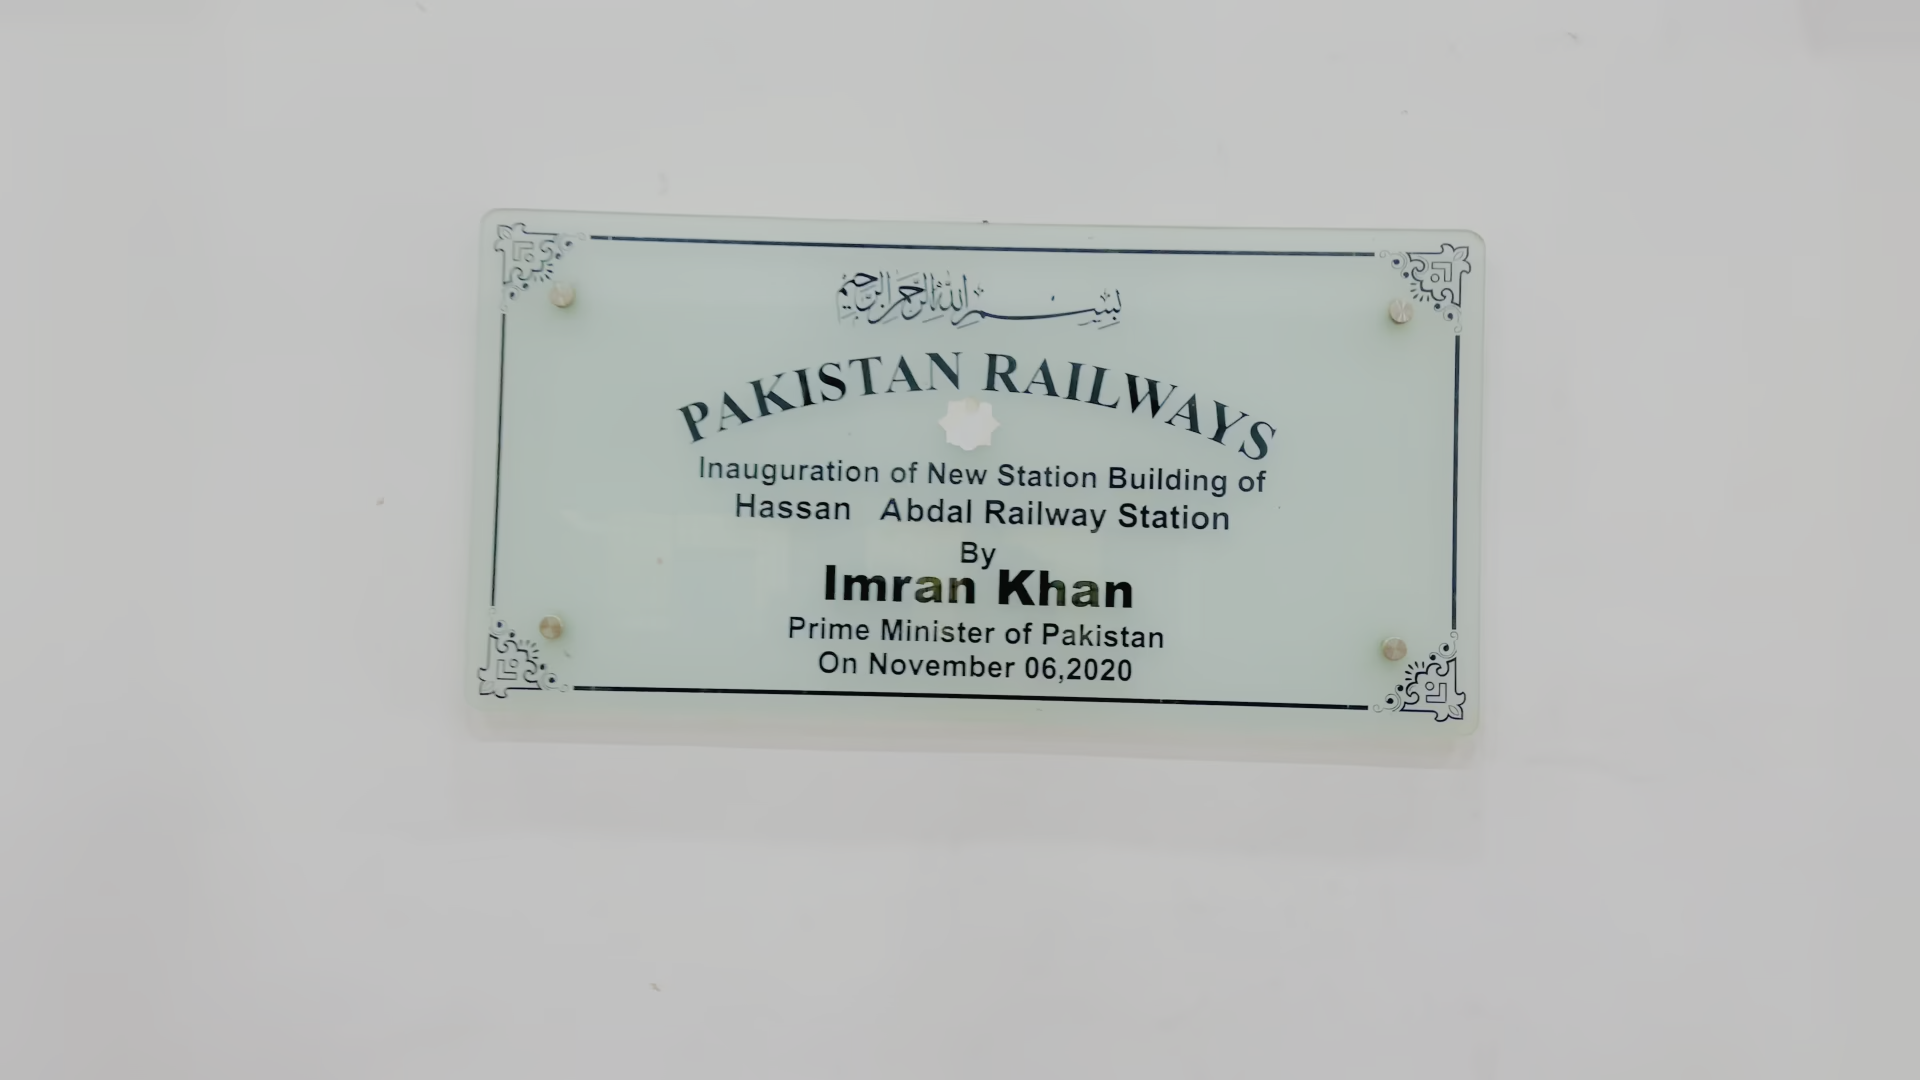 بسم الله الرحمن الرحيم
PAKISTAN RAILWAYS
Inauguration of New Station Building of
Hassan Abdal Railway Station
By
Imran Khan
Prime Minister of Pakistan
On November 06,2020